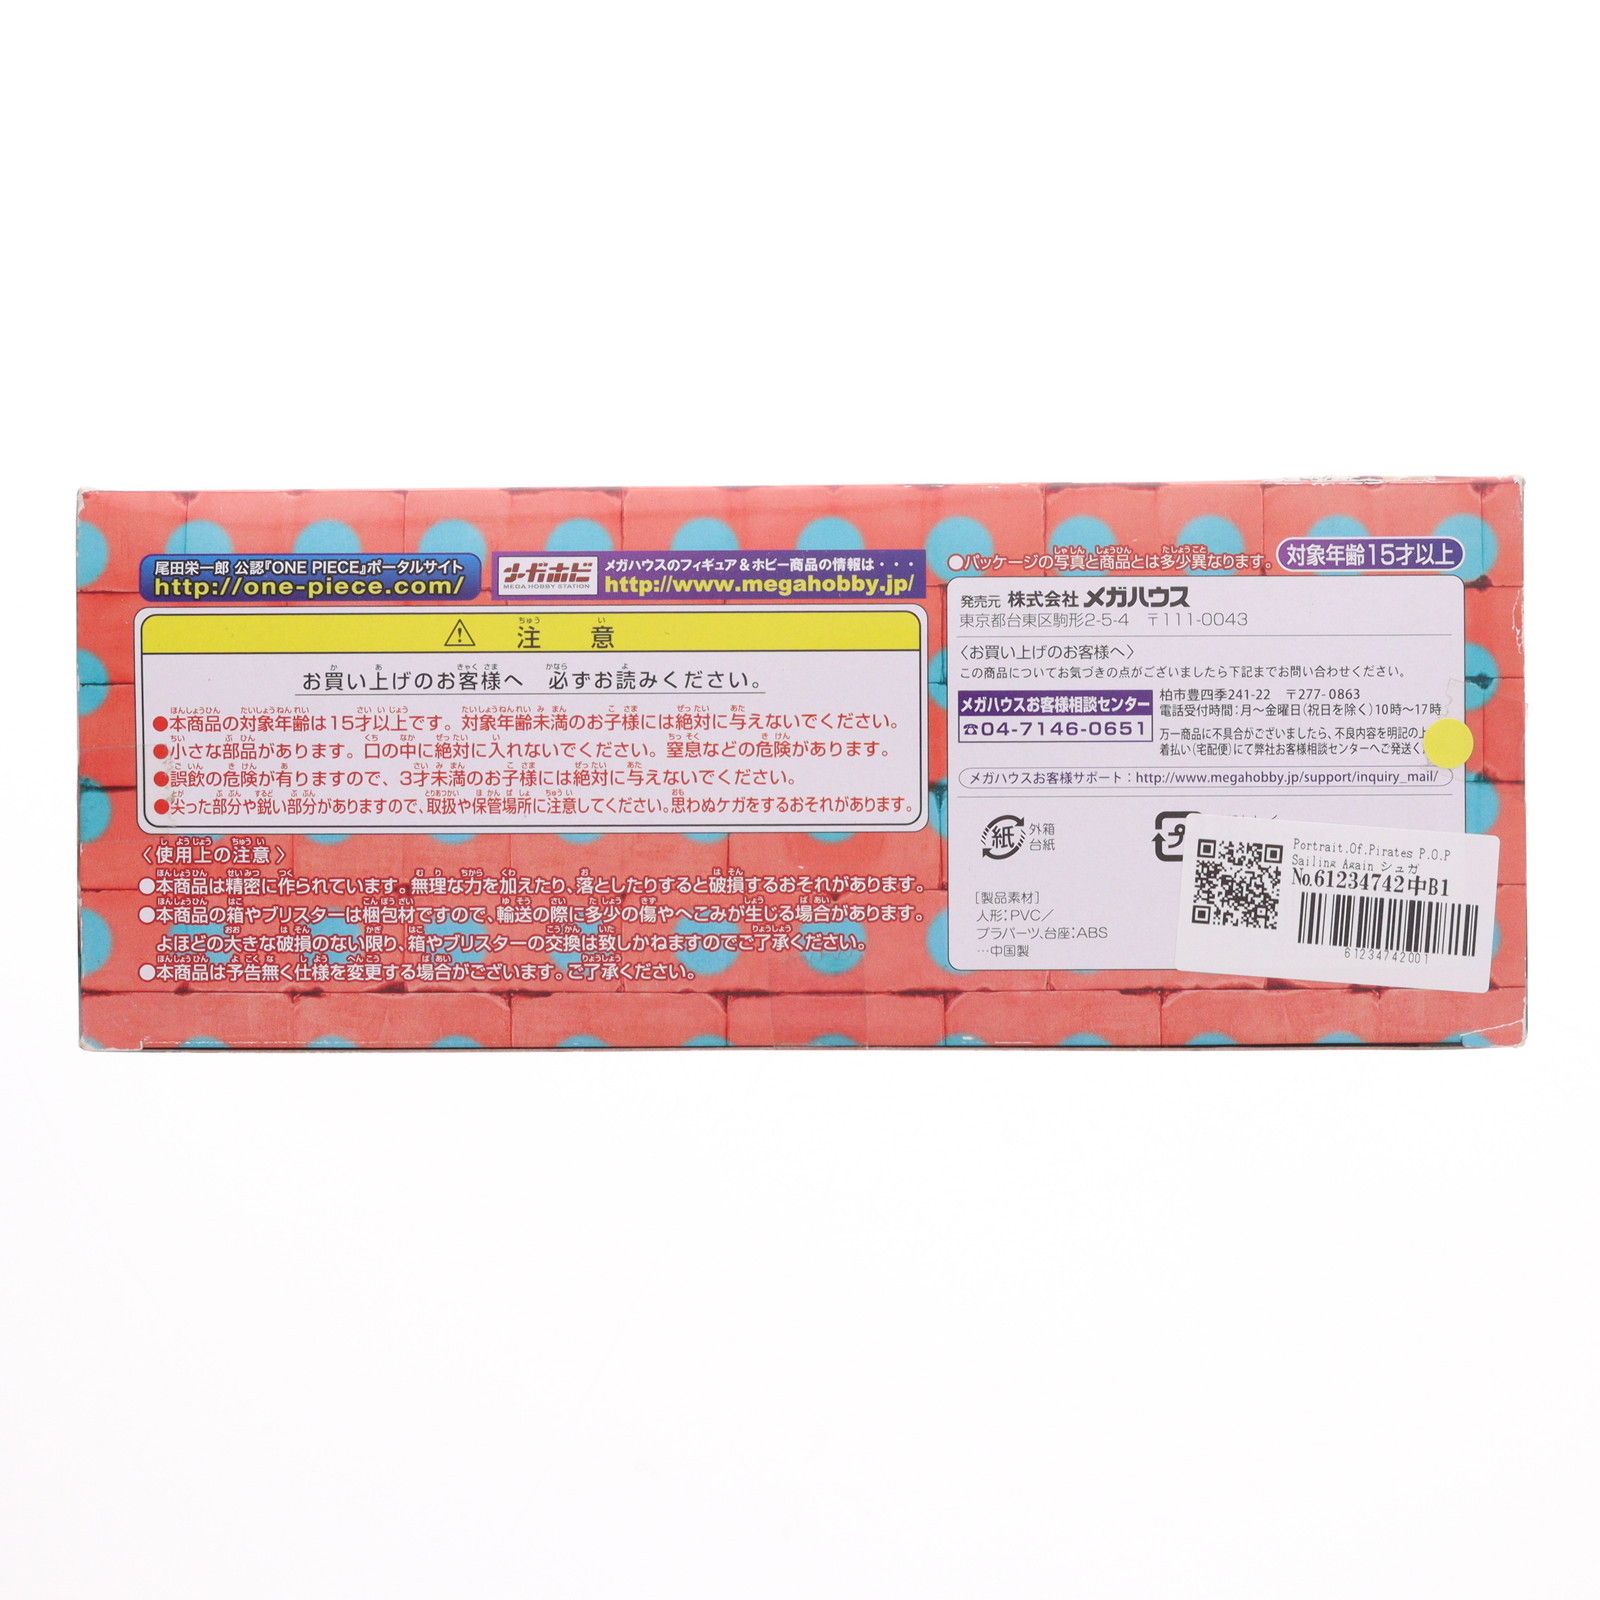 尾田栄一郎 公認『ONE PIECE』ポータルサイト
http://one-piece.com/
メガホビ
MEGA HOBBY STATION
メガハウスのフィギュア&ホビー商品の情報は・・・
http://www.megahobby.jp/
⚠ 注意
お買い上げのお客様へ 必ずお読みください。
●本商品の対象年齢は15才以上です。対象年齢未満のお子様には絶対に与えないでください。
●小さな部品があります。口の中に絶対に入れないでください。窒息などの危険があります。
●誤飲の危険が有りますので、3才未満のお子様には絶対に与えないでください。
●尖った部分や鋭い部分がありますので、取扱や保管場所に注意してください。思わぬケガをするおそれがあります。
〈使用上の注意〉
●本商品は精密に作られています。無理な力を加えたり、落としたりすると破損するおそれがあります。
●本商品の箱やブリスターは梱包材ですので、輸送の際に多少の傷やへこみが生じる場合があります。
よほどの大きな破損のない限り、箱やブリスターの交換は致しかねますのでご了承ください。
●本商品は予告無く仕様を変更する場合がございます。ご了承ください。
●パッケージの写真と商品とは多少異なります。
対象年齢15才以上
発売元 株式会社 メガハウス
東京都台東区駒形2-5-4 〒111-0043
〈お買い上げのお客様へ〉
この商品についてお気づきの点がございましたら下記までお問い合わせください。
メガハウスお客様相談センター
☎04-7146-0651
柏市豊四季241-22 〒277-0863
電話受付時間：月～金曜日（祝日を除く）10時～17時
万一商品に不具合がございましたら、不良内容を明記の上
着払い（宅配便）にて弊社お客様相談センターへご発送く
メガハウスお客様サポート：http://www.megahobby.jp/support/inquiry_mail/
紙
外箱
台紙
プ
[製品素材]
人形：PVC／
プラパーツ、台座：ABS
…中国製
Portrait.Of.Pirates P.O.P
Sailing Again シュガ
No.61234742中B1
61234742001